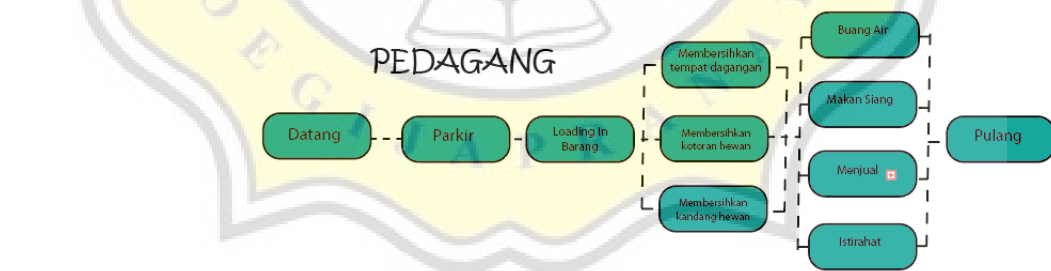 PEDAGANG
Datang
Parkir
Loading In
Barang
Membersihkan
tempat dagangan
Membersihkan
kotoran hewan
Membersihkan
kandang hewan
Buang Air
Makan Siang
Menjual
Istirahat
Pulang
OEGIJAPRANA